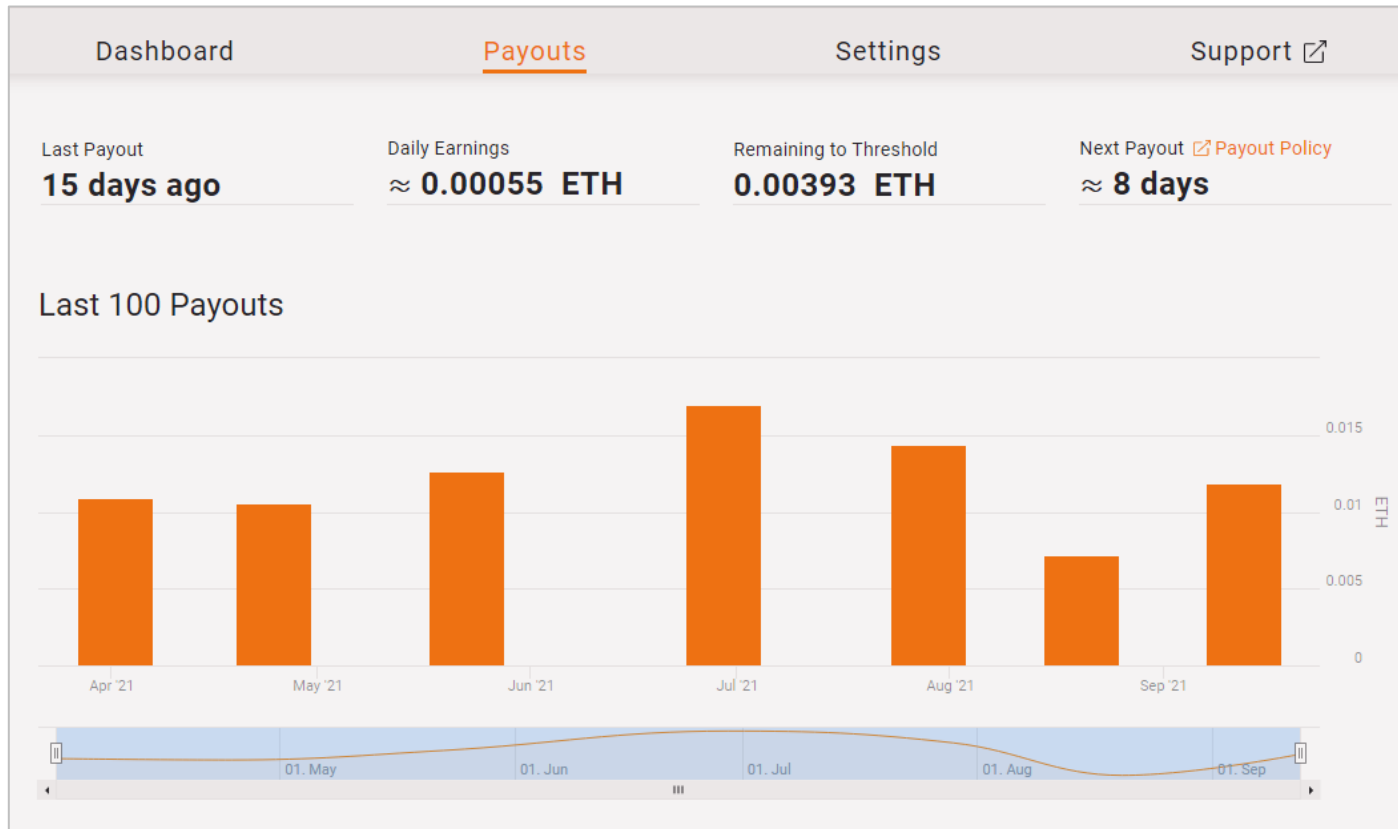 Dashboard Payouts Settings Support
Last Payout Daily Earnings Remaining to Threshold Next Payout Payout Policy
15 days ago ≈ 0.00055 ETH 0.00393 ETH ≈ 8 days
Last 100 Payouts
0.015
0.01
ETH
0.005
0
Apr '21 May '21 Jun '21 Jul '21 Aug '21 Sep '21
01. May 01. Jun 01. Jul 01. Aug 01. Sep